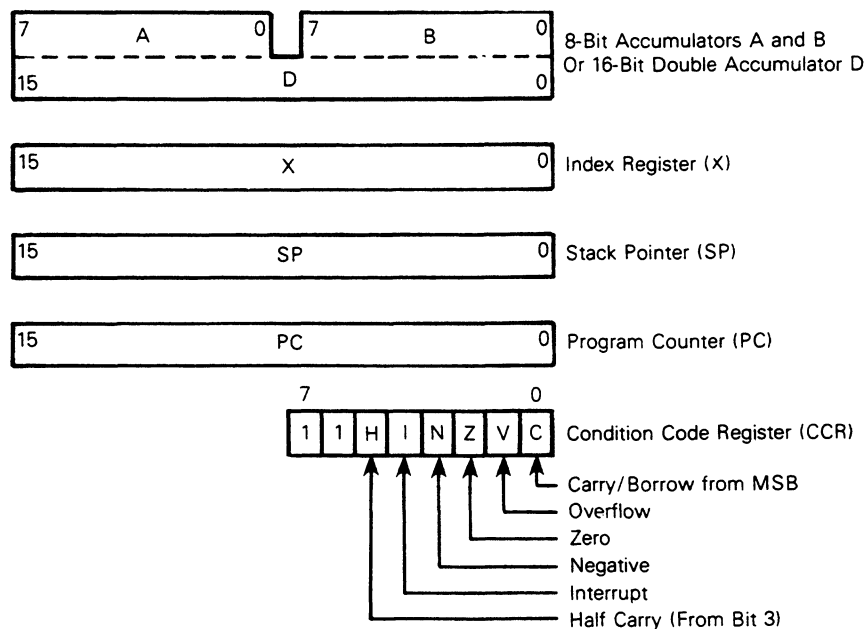 7 A 0 7 B 0
8-Bit Accumulators A and B
Or 16-Bit Double Accumulator D
15 D 0
15 X 0 Index Register (X)
15 SP 0 Stack Pointer (SP)
15 PC 0 Program Counter (PC)
7 0
1 1 H I N Z V C Condition Code Register (CCR)
Carry/Borrow from MSB
Overflow
Zero
Negative
Interrupt
Half Carry (From Bit 3)